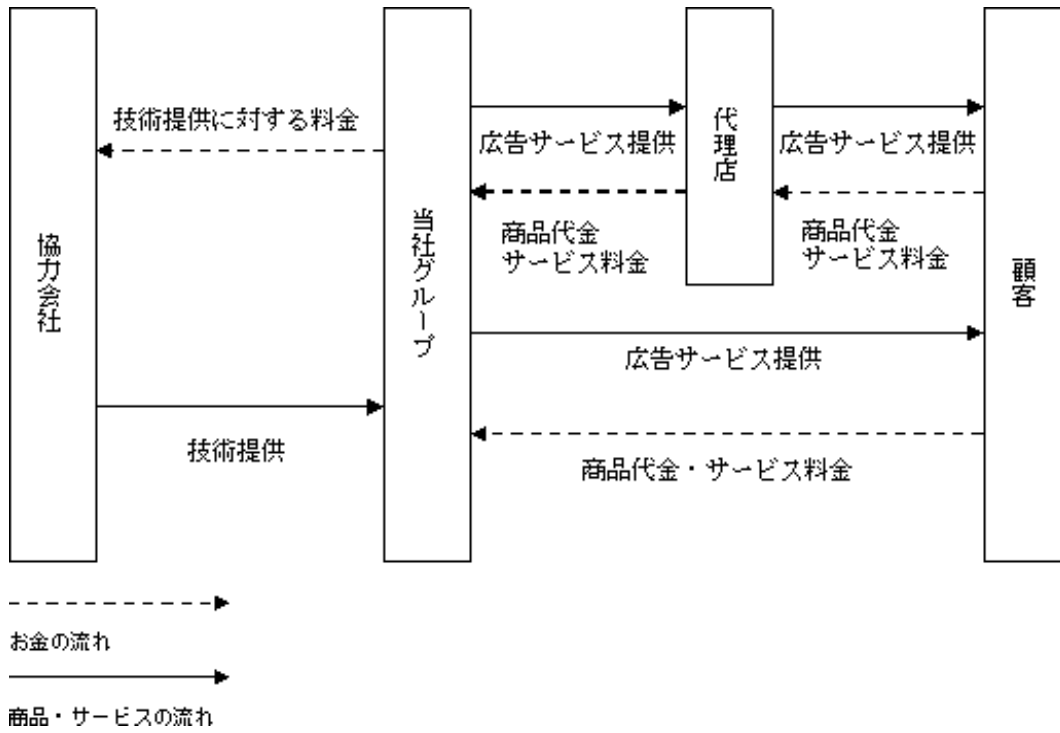 技術提供に対する料金
広告サービス提供
代理店
広告サービス提供
商品代金
サービス料金
商品代金
サービス料金
協力会社
当社グループ
顧客
広告サービス提供
技術提供
商品代金・サービス料金
お金の流れ
商品・サービスの流れ